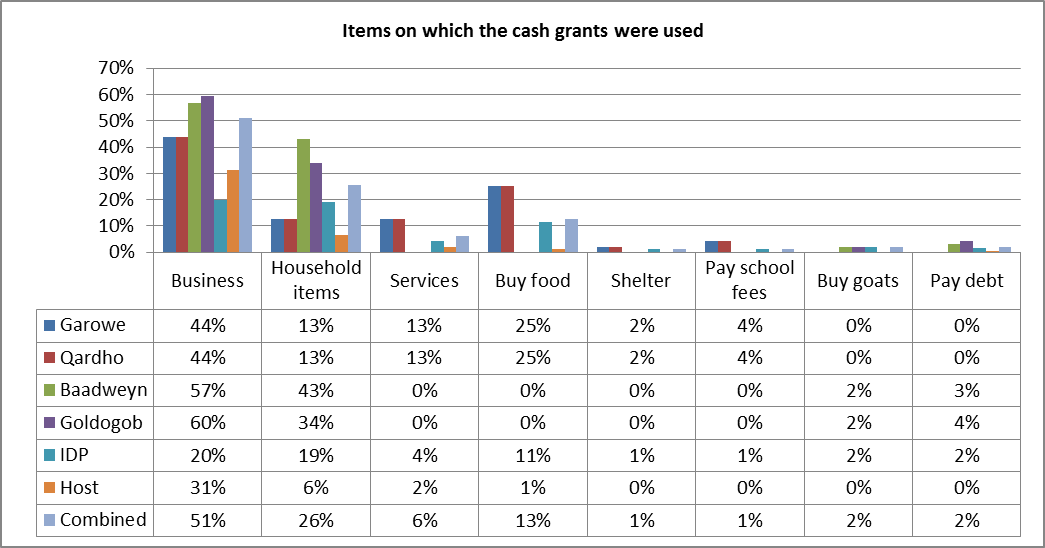 Items on which the cash grants were used
70%
60%
50%
40%
30%
20%
10%
0%
Business Household items Services Buy food Shelter Pay school fees Buy goats Pay debt
Garowe 44% 13% 13% 25% 2% 4% 0% 0%
Qardho 44% 13% 13% 25% 2% 4% 0% 0%
Baadweyn 57% 43% 0% 0% 0% 0% 2% 3%
Goldogob 60% 34% 0% 0% 0% 0% 2% 4%
IDP 20% 19% 4% 11% 1% 1% 2% 2%
Host 31% 6% 2% 1% 0% 0% 0% 0%
Combined 51% 26% 6% 13% 1% 1% 2% 2%